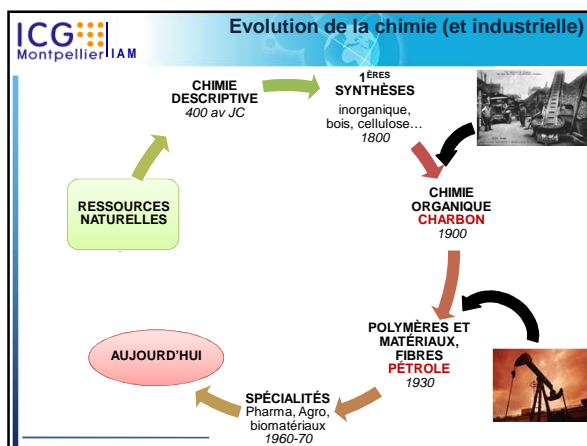 ICG
Montpellier IAM
Evolution de la chimie (et industrielle)
CHIMIE
DESCRIPTIVE
400 av JC
1ÈRES
SYNTHÈSES
inorganique,
bois, cellulose…
1800
RESSOURCES
NATURELLES
CHIMIE
ORGANIQUE
CHARBON
1900
POLYMÈRES ET
MATÉRIAUX,
FIBRES
PÉTROLE
1930
AUJOURD'HUI
SPÉCIALITÉS
Pharma, Agro,
biomatériaux
1960-70